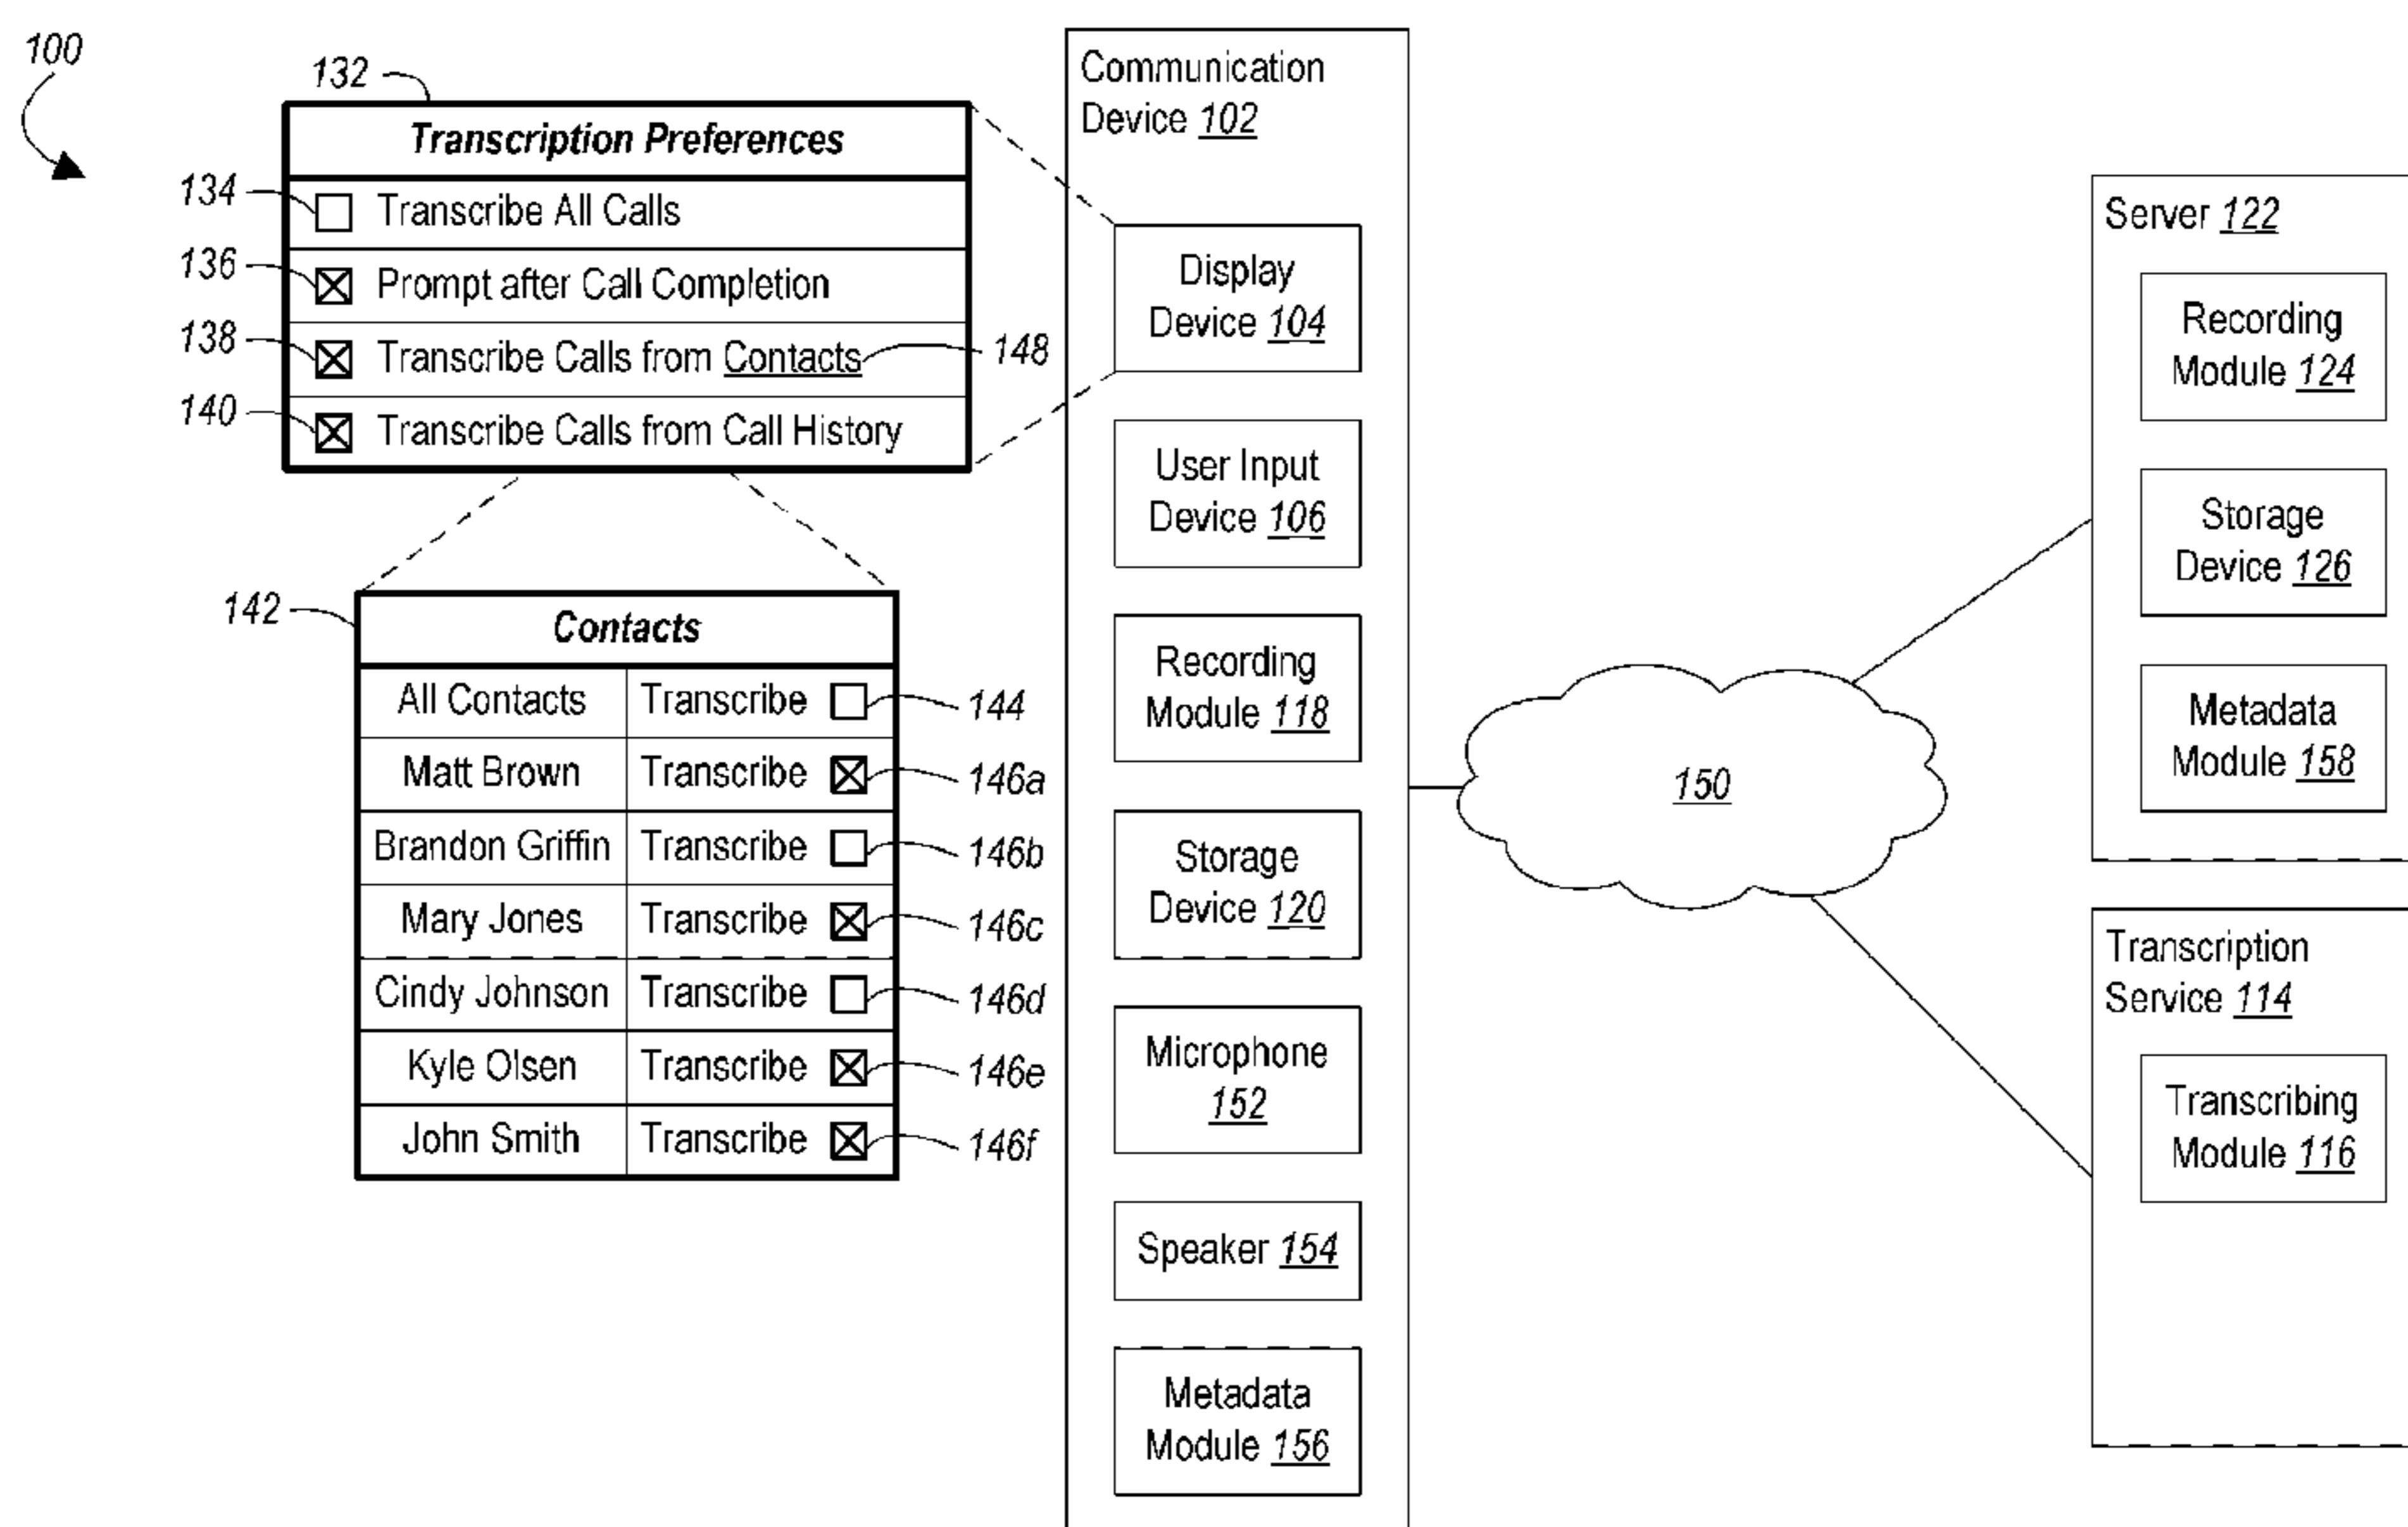 100
132
Transcription Preferences
134
Transcribe All Calls
136
Prompt after Call Completion
138
Transcribe Calls from Contacts
148
140
Transcribe Calls from Call History
142
Contacts
All Contacts Transcribe
144
Matt Brown Transcribe
146a
Brandon Griffin Transcribe
146b
Mary Jones Transcribe
146c
Cindy Johnson Transcribe
146d
Kyle Olsen Transcribe
146e
John Smith Transcribe
146f
Communication
Device 102
Display
Device 104
User Input
Device 106
Recording
Module 118
Storage
Device 120
Microphone
152
Speaker 154
Metadata
Module 156
150
Server 122
Recording
Module 124
Storage
Device 126
Metadata
Module 158
Transcription
Service 114
Transcribing
Module 116